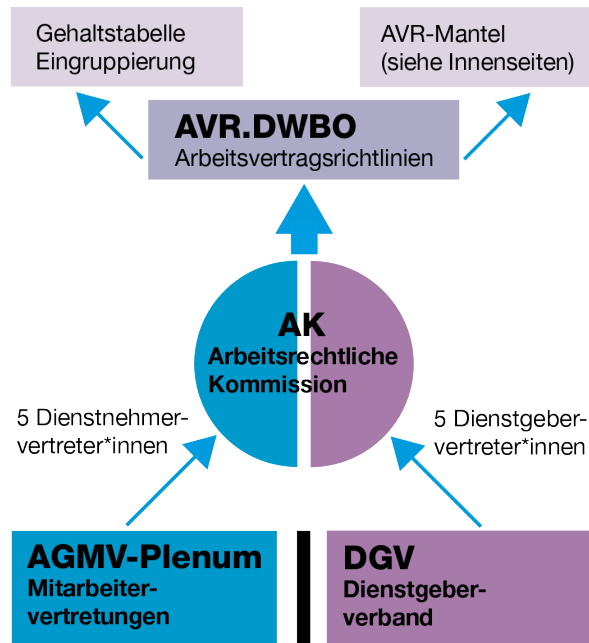 Gehaltstabelle
Eingruppierung
AVR-Mantel
(siehe Innenseiten)
AVR.DWBO
Arbeitsvertragsrichtlinien
AK
Arbeitsrechtliche
Kommission
5 Dienstnehmer-
vertreter*innen
5 Dienstgeber-
vertreter*innen
AGMV-Plenum
Mitarbeiter-
vertretungen
DGV
Dienstgeber-
verband